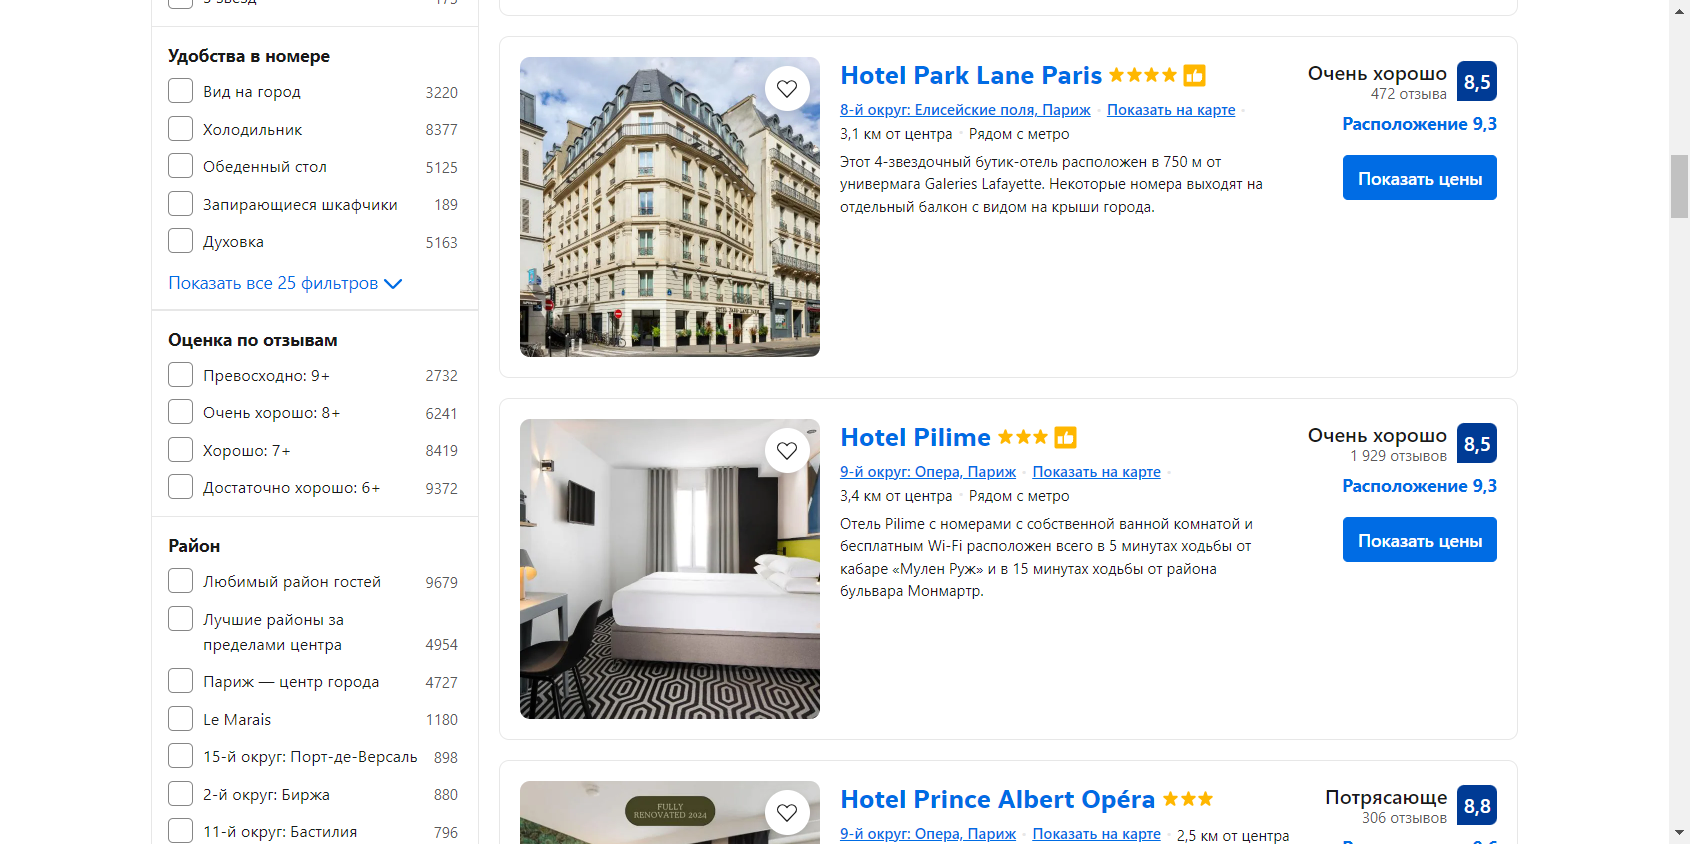 Удобства в номере
Вид на город 3220
Холодильник 8377
Обеденный стол 5125
Запирающиеся шкафчики 189
Духовка 5163
Показать все 25 фильтров
Оценка по отзывам
Превосходно: 9+ 2732
Очень хорошо: 8+ 6241
Хорошо: 7+ 8419
Достаточно хорошо: 6+ 9372
Район
Любимый район гостей 9679
Лучшие районы за
пределами центра 4954
Париж — центр города 4727
Le Marais 1180
15-й округ: Порт-де-Версаль 898
2-й округ: Биржа 880
11-й округ: Бастилия 796
Hotel Park Lane Paris
8-й округ: Елисейские поля, Париж · Показать на карте ·
3,1 км от центра · Рядом с метро
Этот 4-звездочный бутик-отель расположен в 750 м от
универмага Galeries Lafayette. Некоторые номера выходят на
отдельный балкон с видом на крыши города.
Очень хорошо 8,5
472 отзыва
Расположение 9,3
Показать цены
HOTEL PARK LANE PARIS
Hotel Pilime
9-й округ: Опера, Париж · Показать на карте ·
3,4 км от центра · Рядом с метро
Отель Pilime с номерами с собственной ванной комнатой и
бесплатным Wi-Fi расположен всего в 5 минутах ходьбы от
кабаре «Мулен Руж» и в 15 минутах ходьбы от района
бульвара Монмартр.
Очень хорошо 8,5
1 929 отзывов
Расположение 9,3
Показать цены
FULLY
RENOVATED 2024
Hotel Prince Albert Opéra
9-й округ: Опера, Париж · Показать на карте · 2,5 км от центра
Потрясающе 8,8
306 отзывов